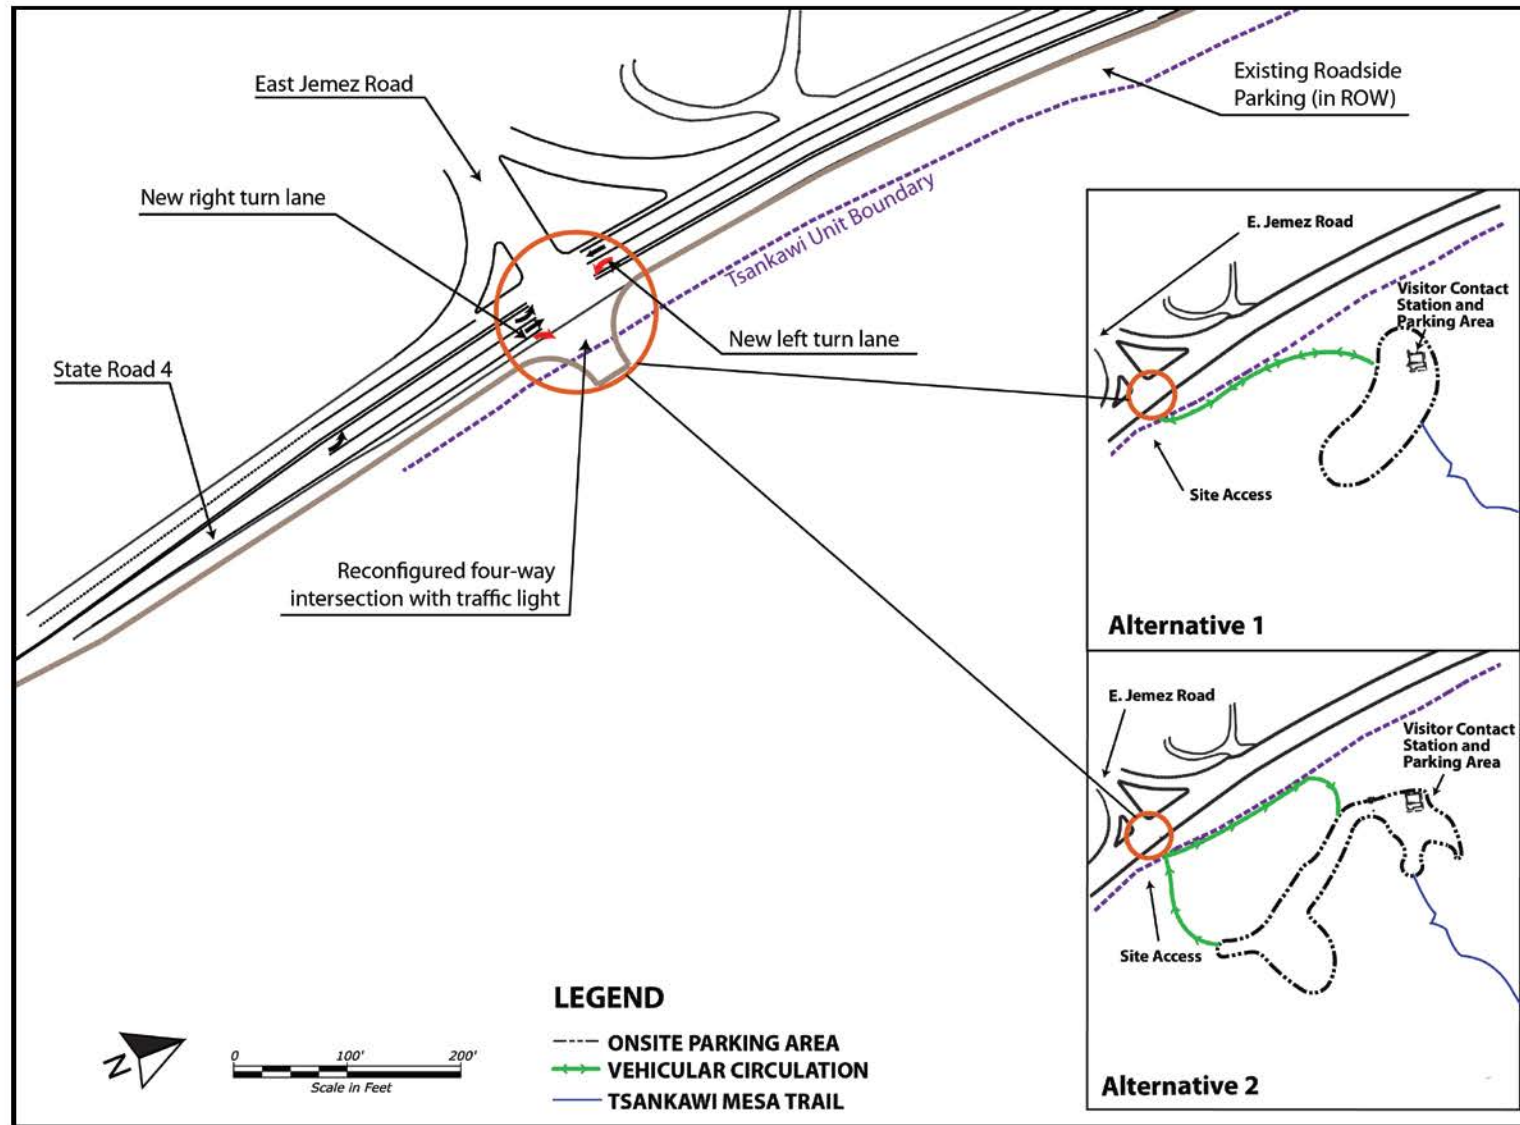 East Jemez Road
Existing Roadside
Parking (in ROW)
New right turn lane
Tsankawi Unit Boundary
New left turn lane
State Road 4
Reconfigured four-way
intersection with traffic light
E. Jemez Road
Visitor Contact
Station and
Parking Area
Site Access
Alternative 1
E. Jemez Road
Visitor Contact
Station and
Parking Area
Site Access
Alternative 2
N
0 100' 200'
Scale in Feet
LEGEND
ONSITE PARKING AREA
VEHICULAR CIRCULATION
TSANKAWI MESA TRAIL